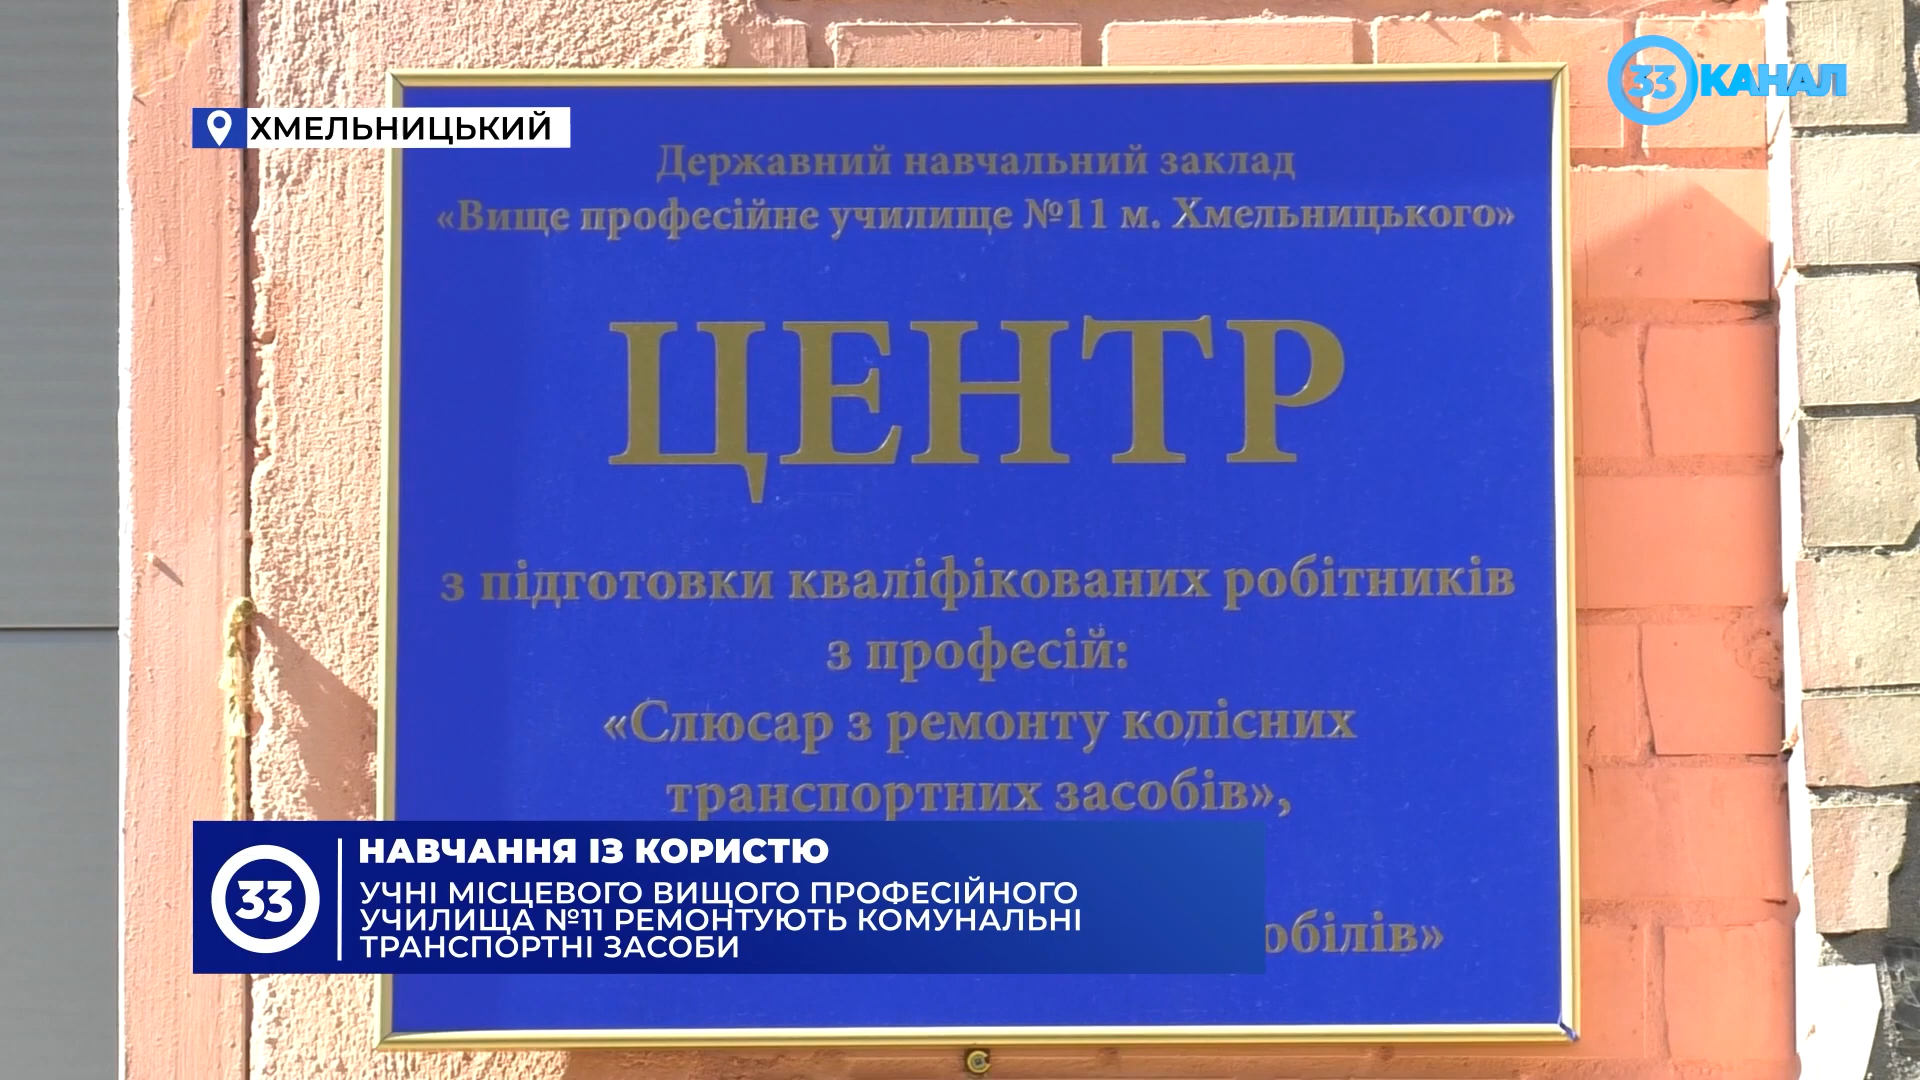 33 КАНАЛ
ХМЕЛЬНИЦЬКИЙ
Державний навчальний заклад
«Вище професійне училище №11 м. Хмельницького»
ЦЕНТР
з підготовки кваліфікованих робітників
з професій:
«Слюсар з ремонту колісних
транспортних засобів»,
обілів»
33
НАВЧАННЯ ІЗ КОРИСТЮ
УЧНІ МІСЦЕВОГО ВИЩОГО ПРОФЕСІЙНОГО
УЧИЛИЩА №11 РЕМОНТУЮТЬ КОМУНАЛЬНІ
ТРАНСПОРТНІ ЗАСОБИ